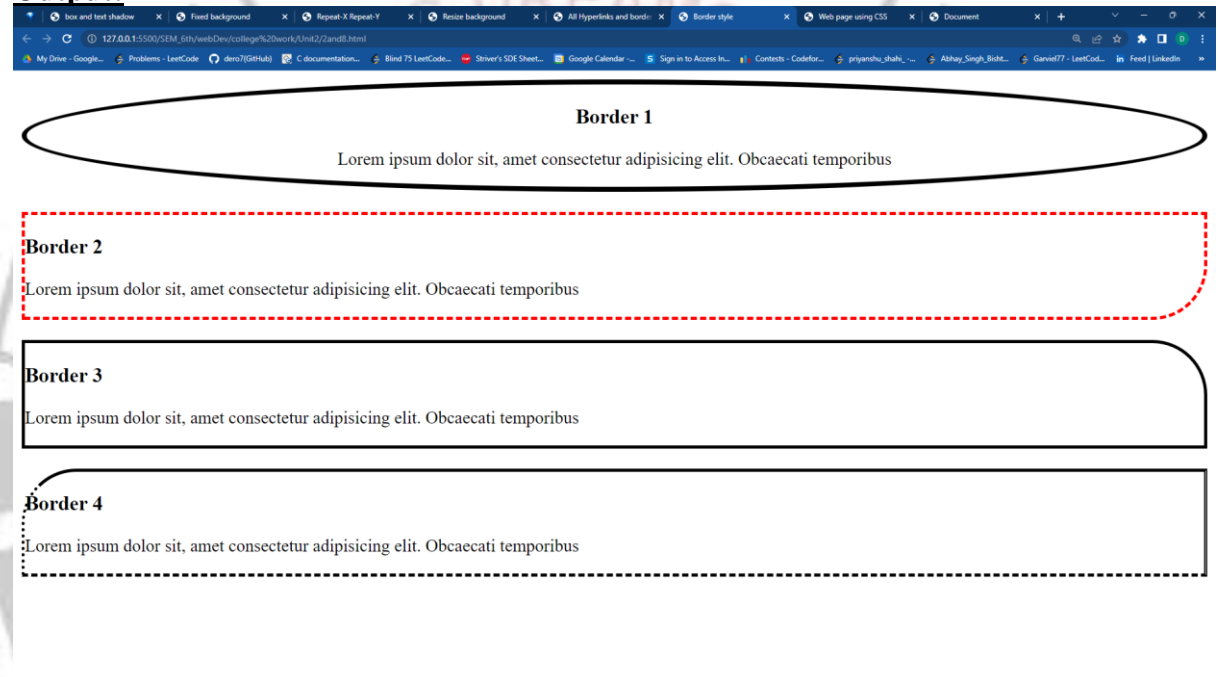 Output:
box and text shadow Fixed background Repeat-X Repeat-Y Resize background All Hyperlinks and border Border style Web page using CSS Document
127.0.0.1:5500/SEM_6th/webDev/college%20work/Unit2/2and8.html
My Drive - Google... Problems - LeetCode dero7(GitHub) C documentation... Blind 75 LeetCode... Striver's SDE Sheet... Google Calendar -... Sign in to Access In... Contests - Codefor... priyanshu_shahi_ -... Abhay_Singh_Bisht... Garviel77 - LeetCod... Feed | LinkedIn »
Border 1
Lorem ipsum dolor sit, amet consectetur adipisicing elit. Obcaecati temporibus
Border 2
Lorem ipsum dolor sit, amet consectetur adipisicing elit. Obcaecati temporibus
Border 3
Lorem ipsum dolor sit, amet consectetur adipisicing elit. Obcaecati temporibus
Border 4
Lorem ipsum dolor sit, amet consectetur adipisicing elit. Obcaecati temporibus